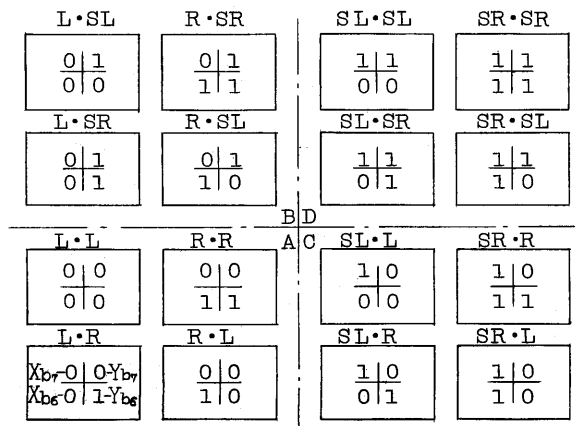 L·SL R·SR SL·SL SR·SR
0 1 0 1 1 1 1 1
0 0 1 1 0 0 1 1
L·SR R·SL SL·SR SR·SL
0 1 0 1 1 1 1 1
0 1 1 0 0 1 1 0
B D
A C
L·L R·R SL·L SR·R
0 0 0 0 1 0 1 0
0 0 1 1 0 0 1 1
L·R R·L SL·R SR·L
Xb7-0 0-Yb7 0 0 1 0 1 0
Xb6-0 1-Yb6 1 0 0 1 1 0